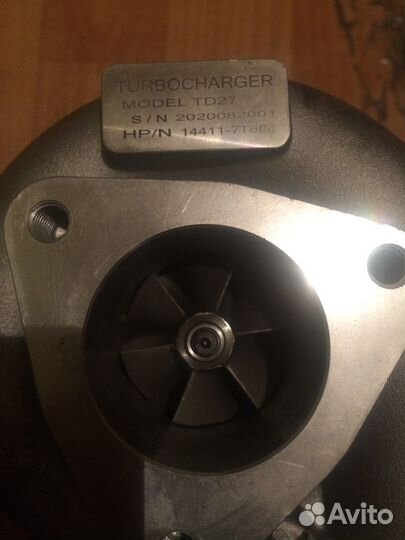 TURBOCHARGER
MODEL TD27
S/N 2020082001
HP/N 14411-7T600
Avito